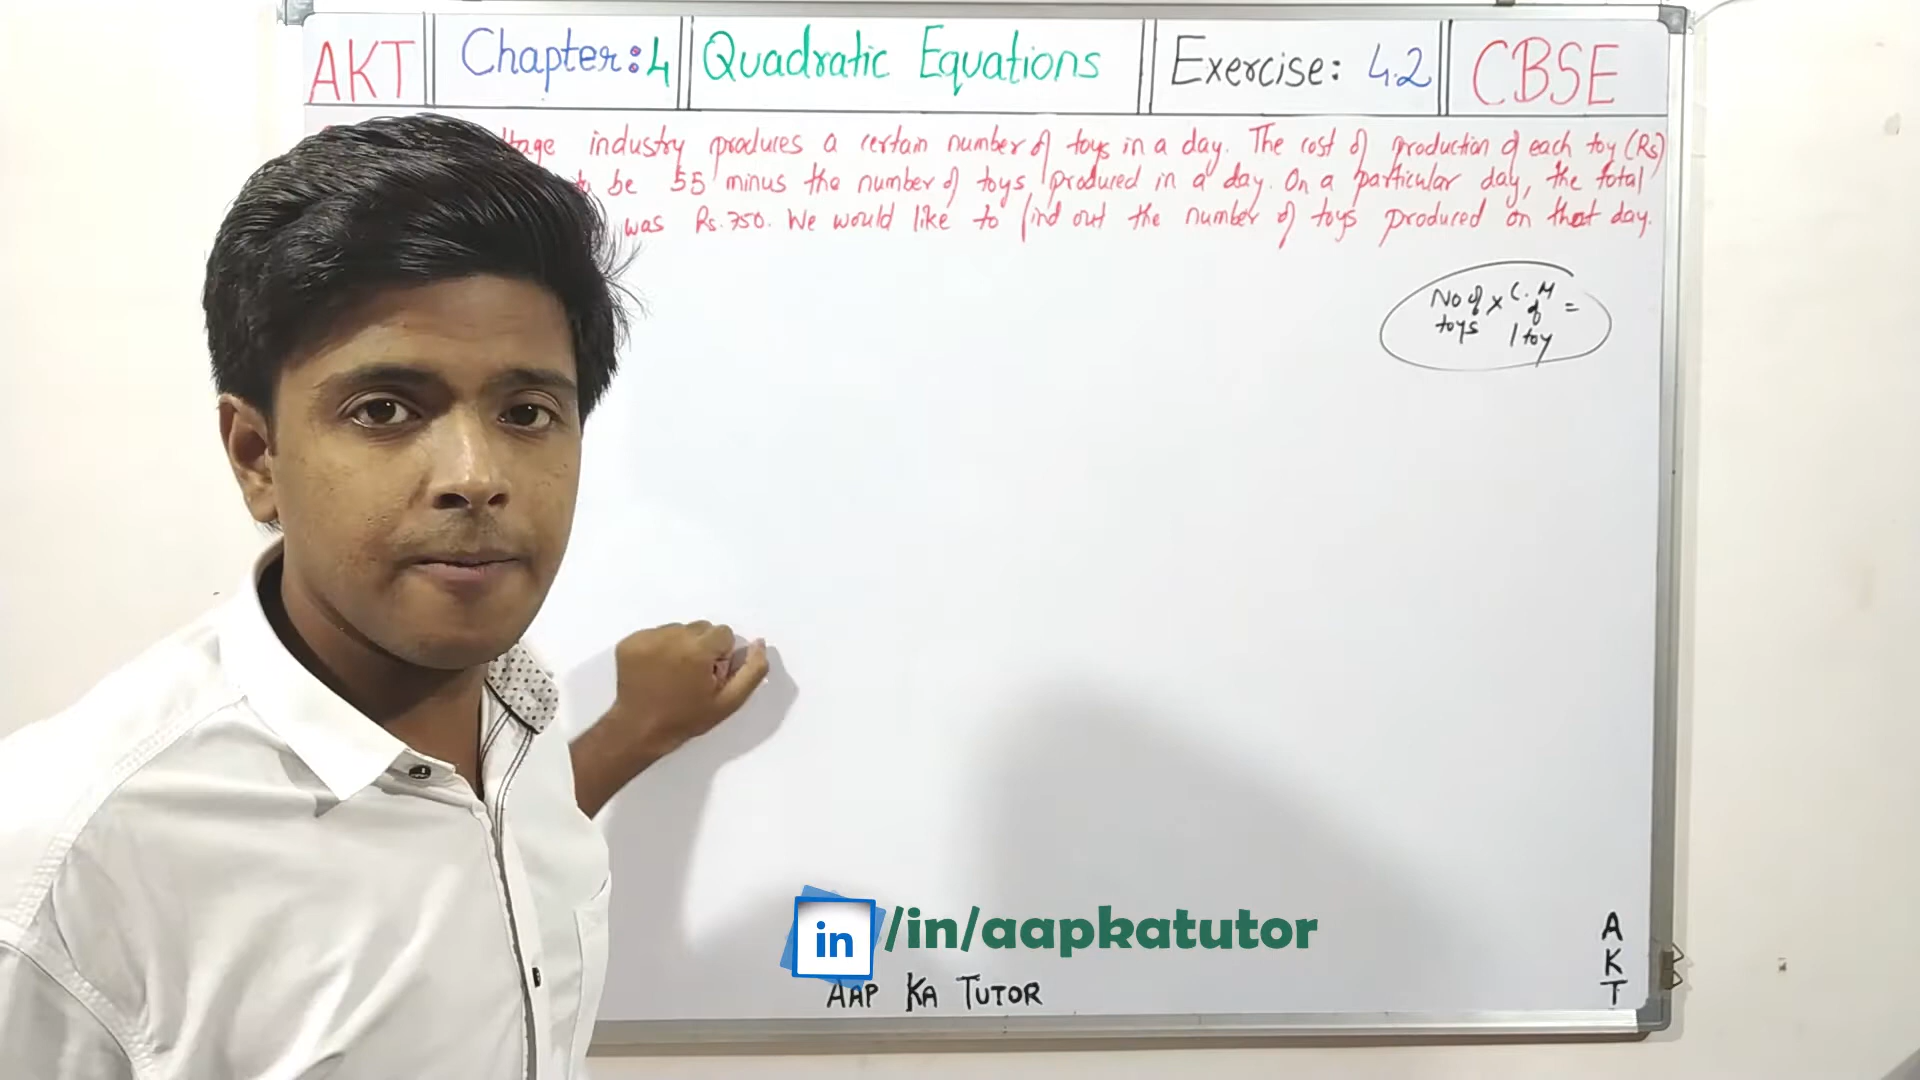 AKT Chapter:4 Quadratic Equations Exercise: 4.2 CBSE
industry produces a certain number of toys in a day. The cost of production of each toy (Rs)
be 55 minus the number of toys produced in a day. On a particular day, the total
was Rs.750. We would like to find out the number of toys produced on that day.
No of × C.M =
toys of
1 toy
in /in/aapkatutor
AAP KA TUTOR
A
K
T